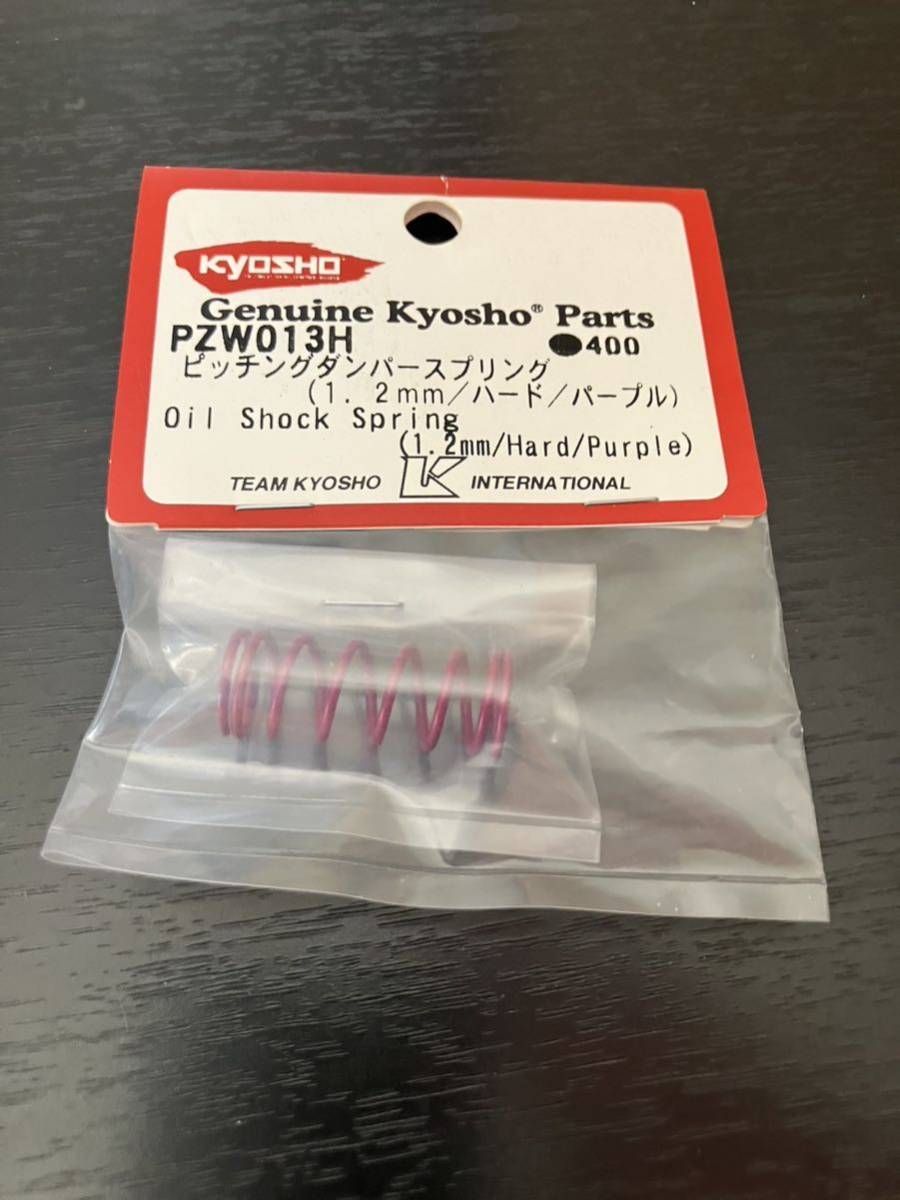 KYOSHO
Genuine Kyosho® Parts
PZW013H ●400
ピッチングダンパースプリング
(1.2mm/ハード/パープル)
Oil Shock Spring
(1.2mm/Hard/Purple)
TEAM KYOSHO K INTERNATIONAL